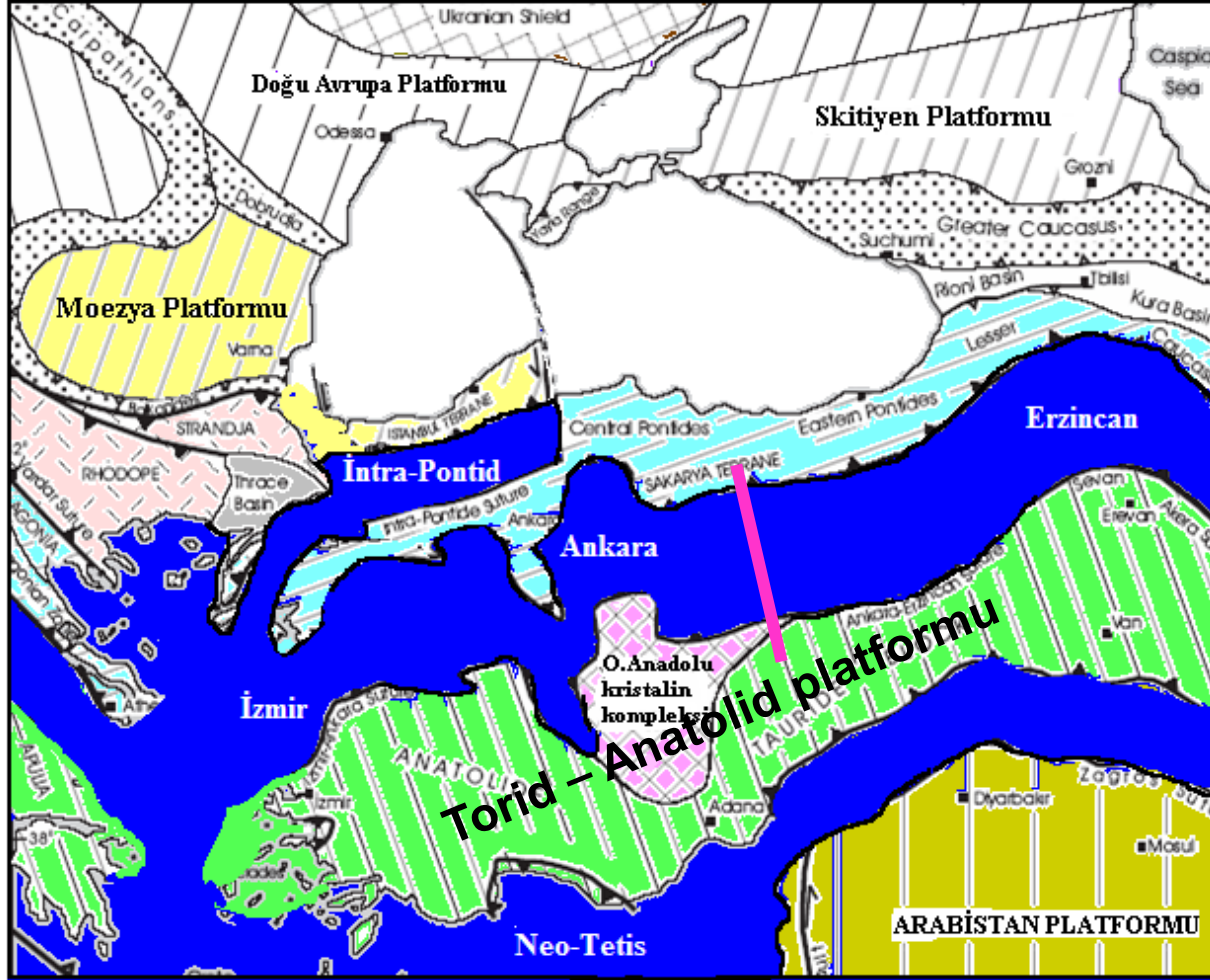 Ukranian Shield
Carpathians
Caspian
Sea
Doğu Avrupa Platformu
Skitiyen Platformu
Odessa
Grozni
Dobrudja
Yayla Range
Greater Caucasus
Suchumi
Rioni Basin
Tbilisi
Kura Basin
Moezya Platformu
Varna
Lesser
Caucasus
STRANDJA
ISTANBUL TERRANE
Central Pontides
Eastern Pontides
Erzincan
RHODOPE
Thrace
Basin
İntra-Pontid
SAKARYA TERRANE
Intra-Pontide Suture
Ankara
Ankara
Sevan
Erevan
Ankara-Erzincan Suture
Van
O.Anadolu
kristalin
kompleksi
Torid – Anatolid platformu
İzmir
ANATOLIDE
TAURIDE
Izmir
Adana
Diyarbakır
Zagros Suture
Mosul
APULIA
38°
ARABİSTAN PLATFORMU
Neo-Tetis